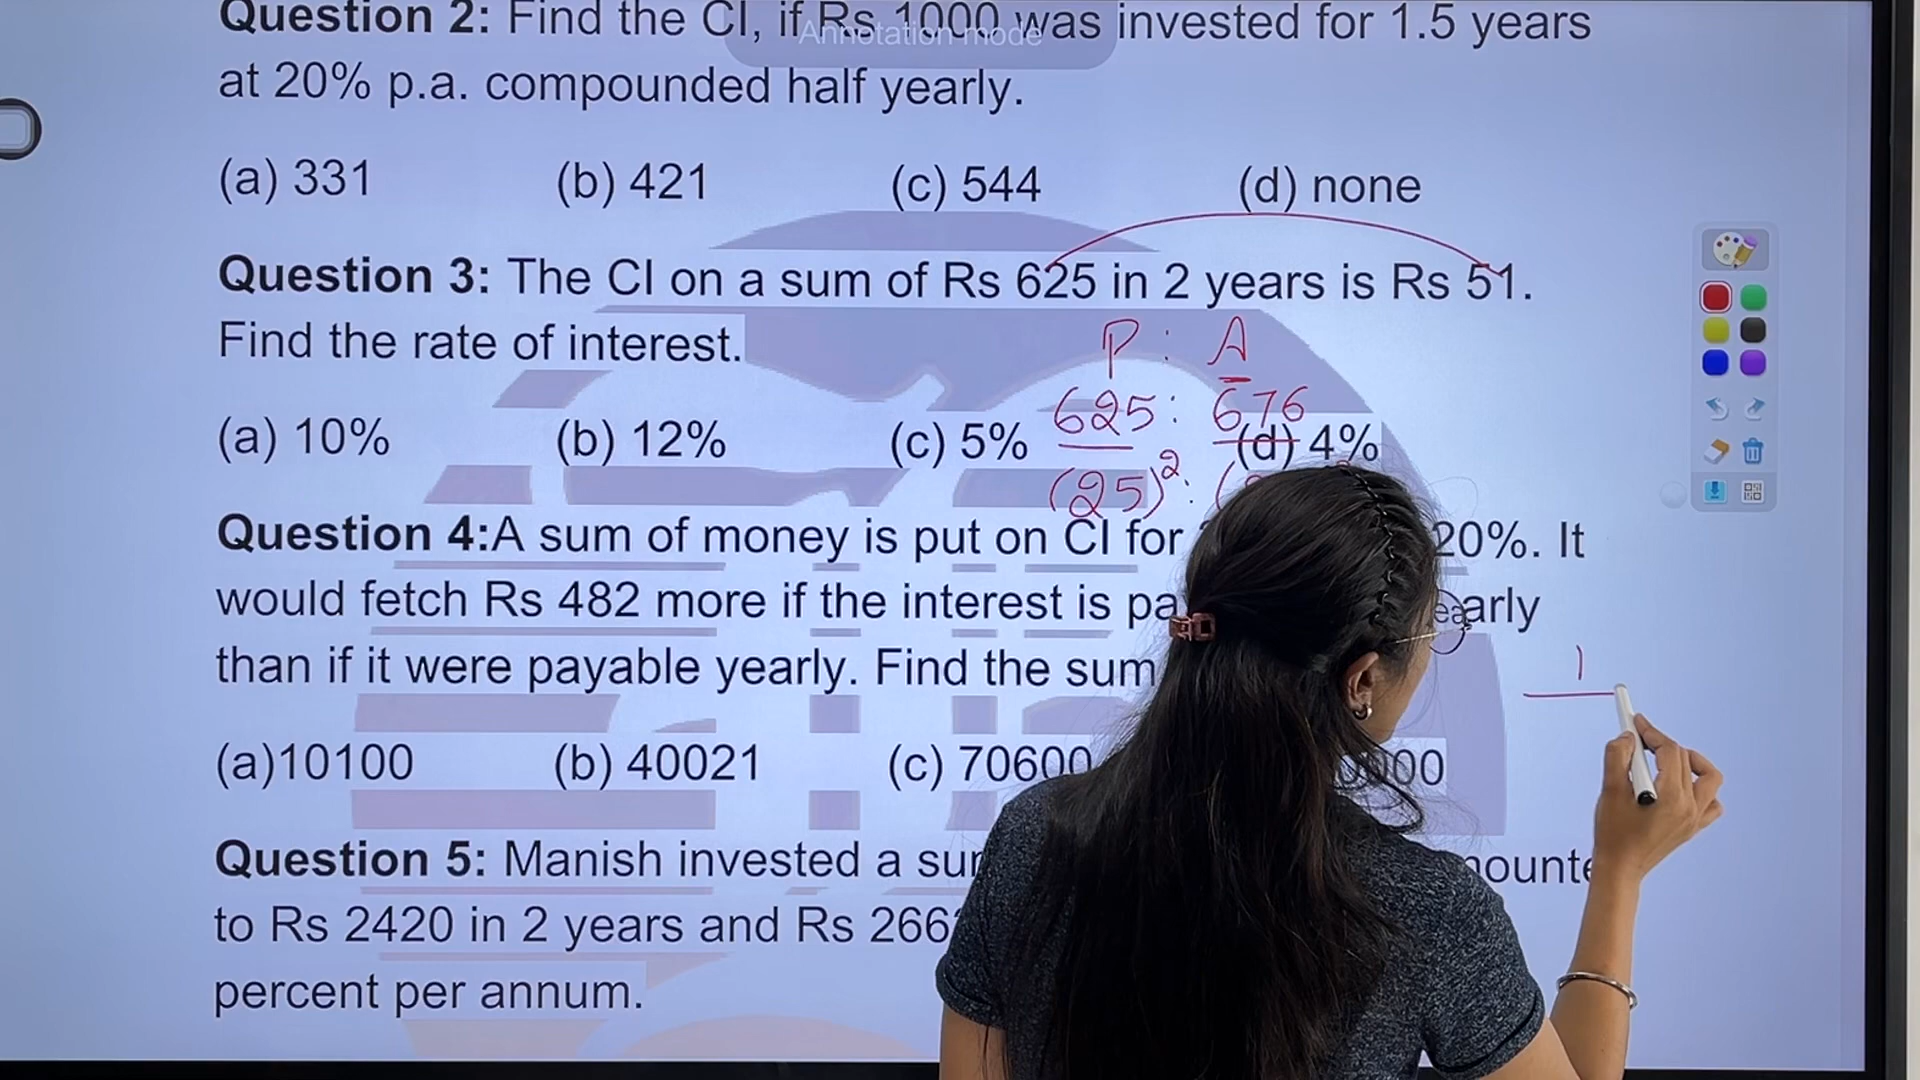 Question 2: Find the CI, if Rs 1000 was invested for 1.5 years
Annotation mode
at 20% p.a. compounded half yearly.
(a) 331 (b) 421 (c) 544 (d) none
Question 3: The CI on a sum of Rs 625 in 2 years is Rs 51.
Find the rate of interest.
P : A
625 : 676
(a) 10% (b) 12% (c) 5% (d) 4%
(25)² : (
Question 4:A sum of money is put on CI for 20%. It
would fetch Rs 482 more if the interest is
than if it were payable yearly. Find the sum
1
(a)10100 (b) 40021 (c) 70600
Question 5: Manish invested a
to Rs 2420 in 2 years and Rs
percent per annum.